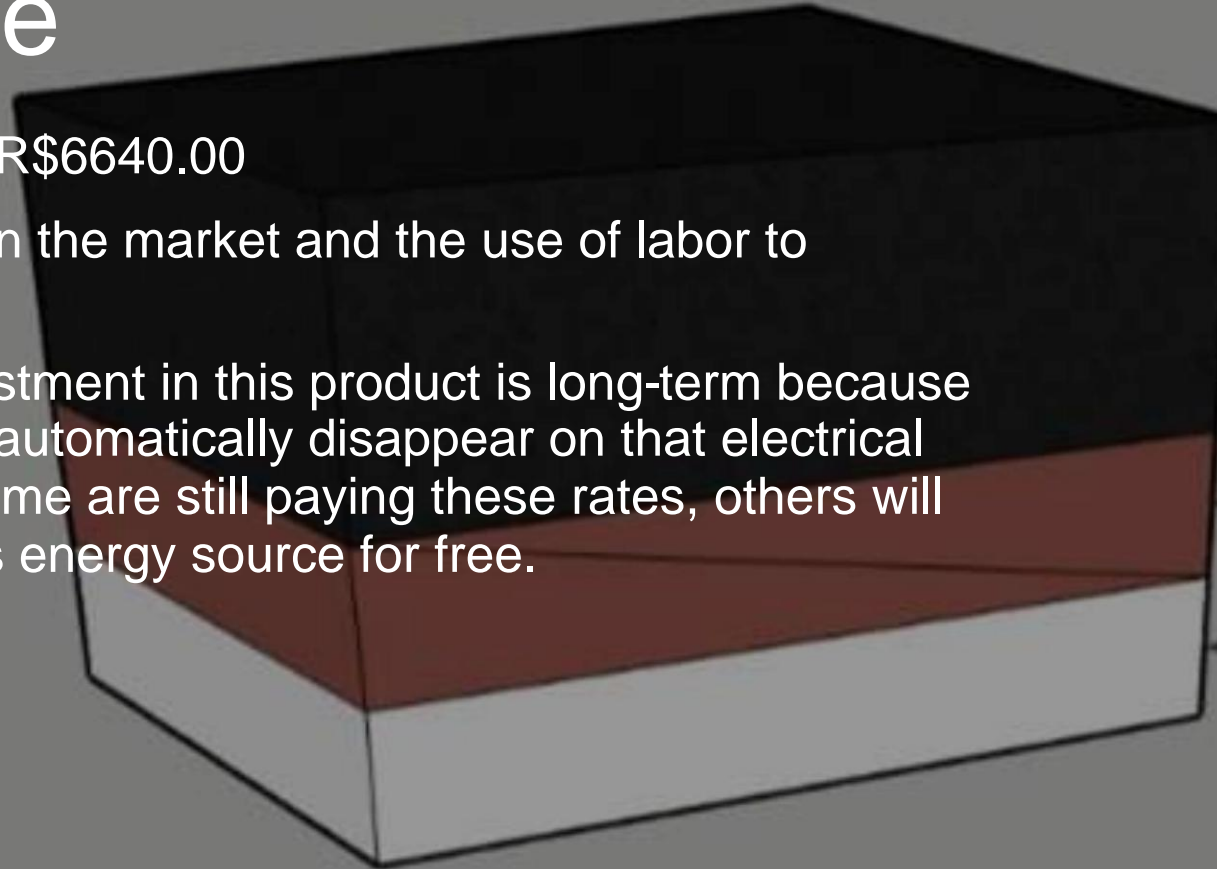 e
R$6640.00
n the market and the use of labor to
stment in this product is long-term because
automatically disappear on that electrical
me are still paying these rates, others will
s energy source for free.